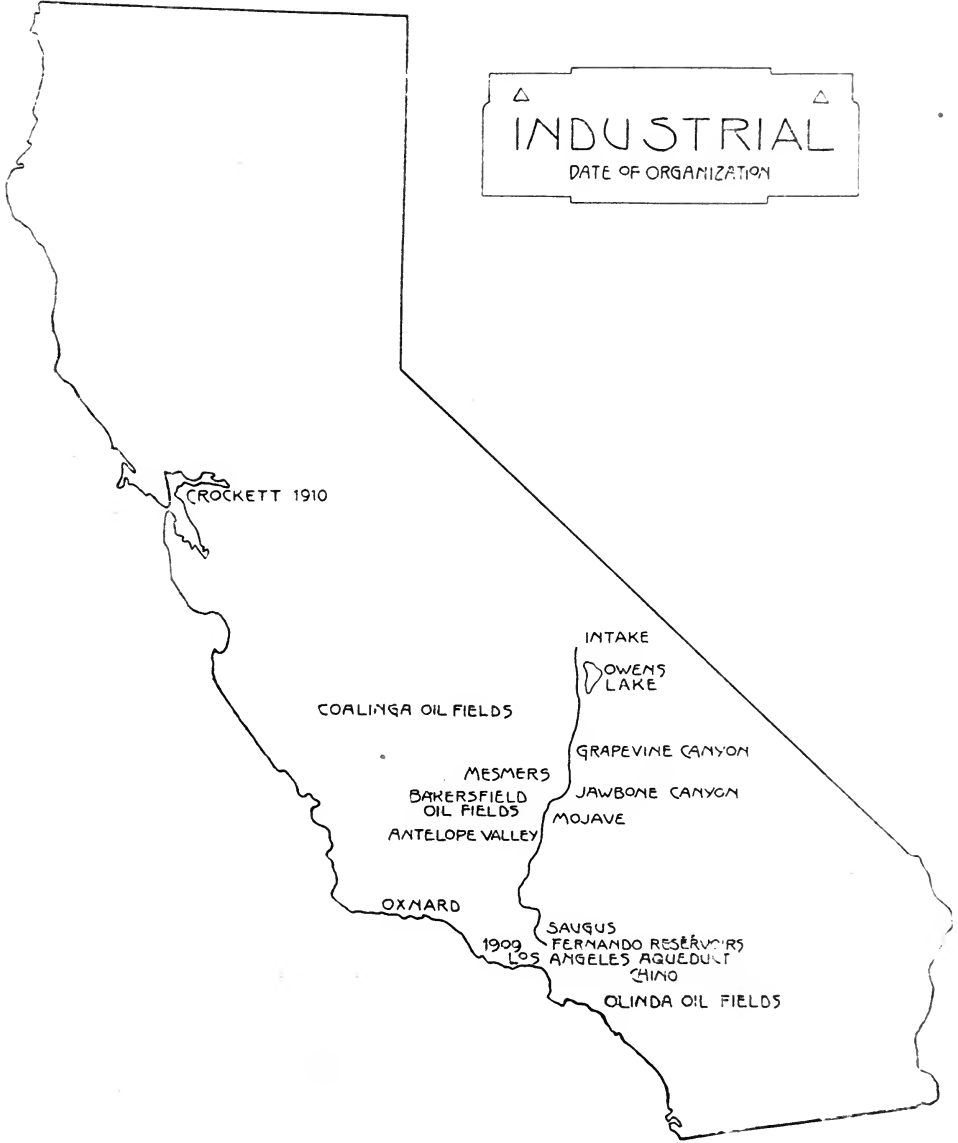 INDUSTRIAL
DATE OF ORGANIZATION
CROCKETT 1910
INTAKE
OWENS
LAKE
COALINGA OIL FIELDS
GRAPEVINE CANYON
MESMERS
JAWBONE CANYON
BAKERSFIELD
OIL FIELDS
MOJAVE
ANTELOPE VALLEY
OXNARD
SAUGUS
1909 FERNANDO RESERVOIRS
LOS ANGELES AQUEDUCT
CHINO
OLINDA OIL FIELDS